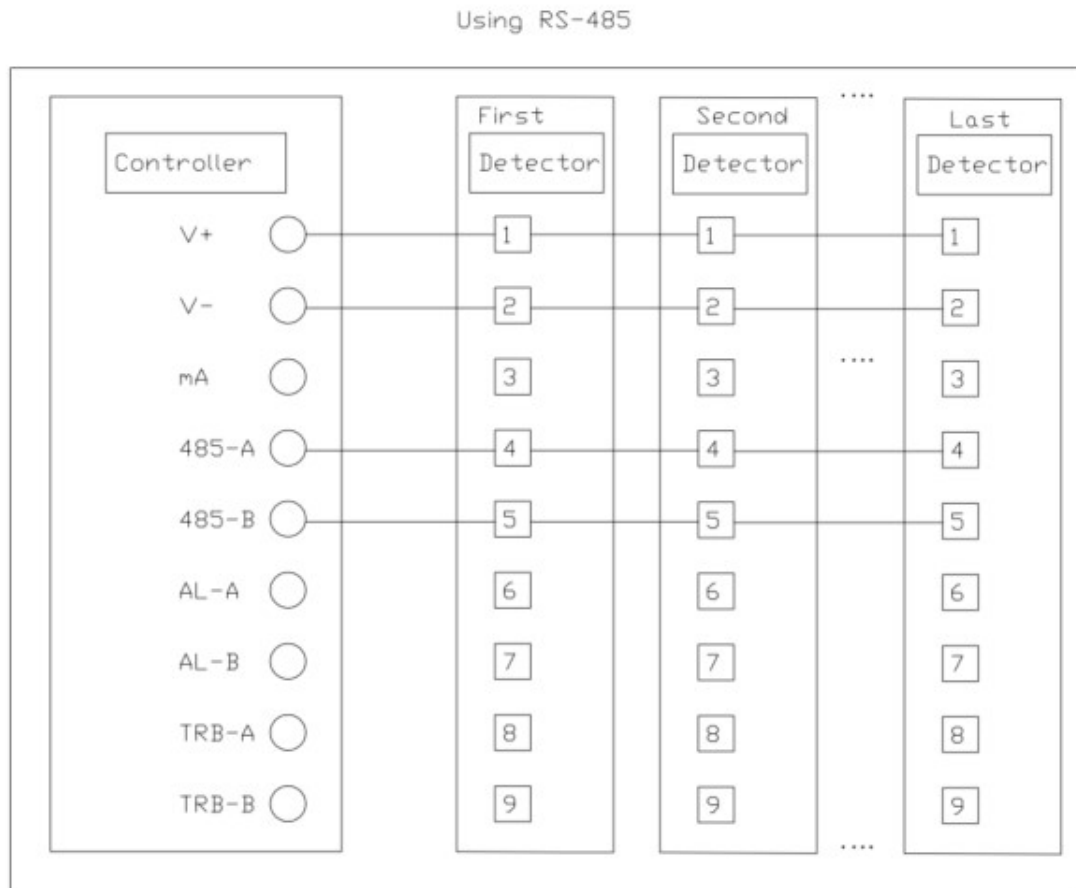 Using RS-485
....
First Second Last
Controller Detector Detector Detector
V+ 1 1 1
V- 2 2 2
....
mA 3 3 3
485-A 4 4 4
485-B 5 5 5
AL-A 6 6 6
AL-B 7 7 7
TRB-A 8 8 8
TRB-B 9 9 9
....